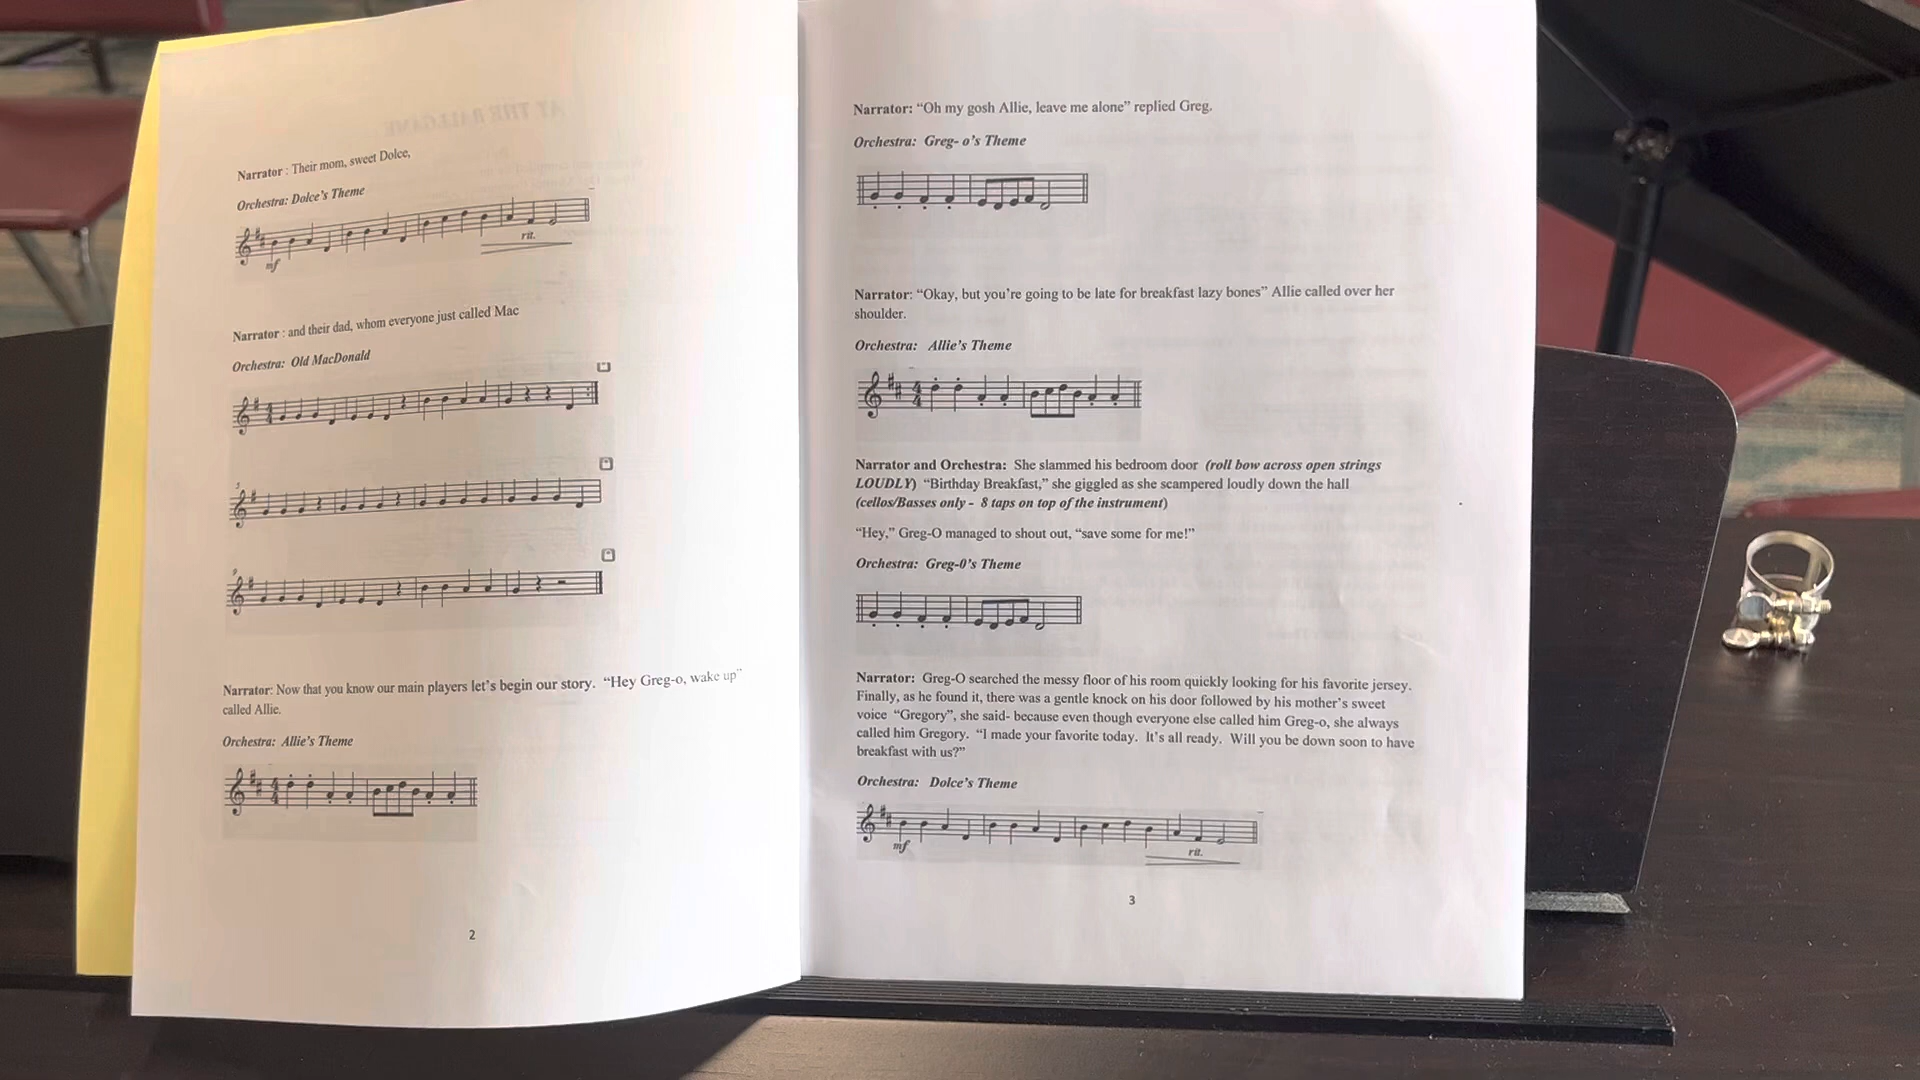 Narrator : Their mom, sweet Dolce,
Orchestra: Dolce's Theme
mf
rit.
Narrator : and their dad, whom everyone just called Mac
Orchestra: Old MacDonald
5
9
Narrator: Now that you know our main players let's begin our story. “Hey Greg-o, wake up”
called Allie.
Orchestra: Allie's Theme
2
Narrator: “Oh my gosh Allie, leave me alone” replied Greg.
Orchestra: Greg- o's Theme
Narrator: “Okay, but you're going to be late for breakfast lazy bones” Allie called over her
shoulder.
Orchestra: Allie's Theme
Narrator and Orchestra: She slammed his bedroom door (roll bow across open strings
LOUDLY) “Birthday Breakfast,” she giggled as she scampered loudly down the hall
(cellos/Basses only - 8 taps on top of the instrument)
“Hey,” Greg-O managed to shout out, “save some for me!”
Orchestra: Greg-0's Theme
Narrator: Greg-O searched the messy floor of his room quickly looking for his favorite jersey.
Finally, as he found it, there was a gentle knock on his door followed by his mother's sweet
voice “Gregory”, she said- because even though everyone else called him Greg-o, she always
called him Gregory. “I made your favorite today. It's all ready. Will you be down soon to have
breakfast with us?”
Orchestra: Dolce's Theme
mf
rit.
3